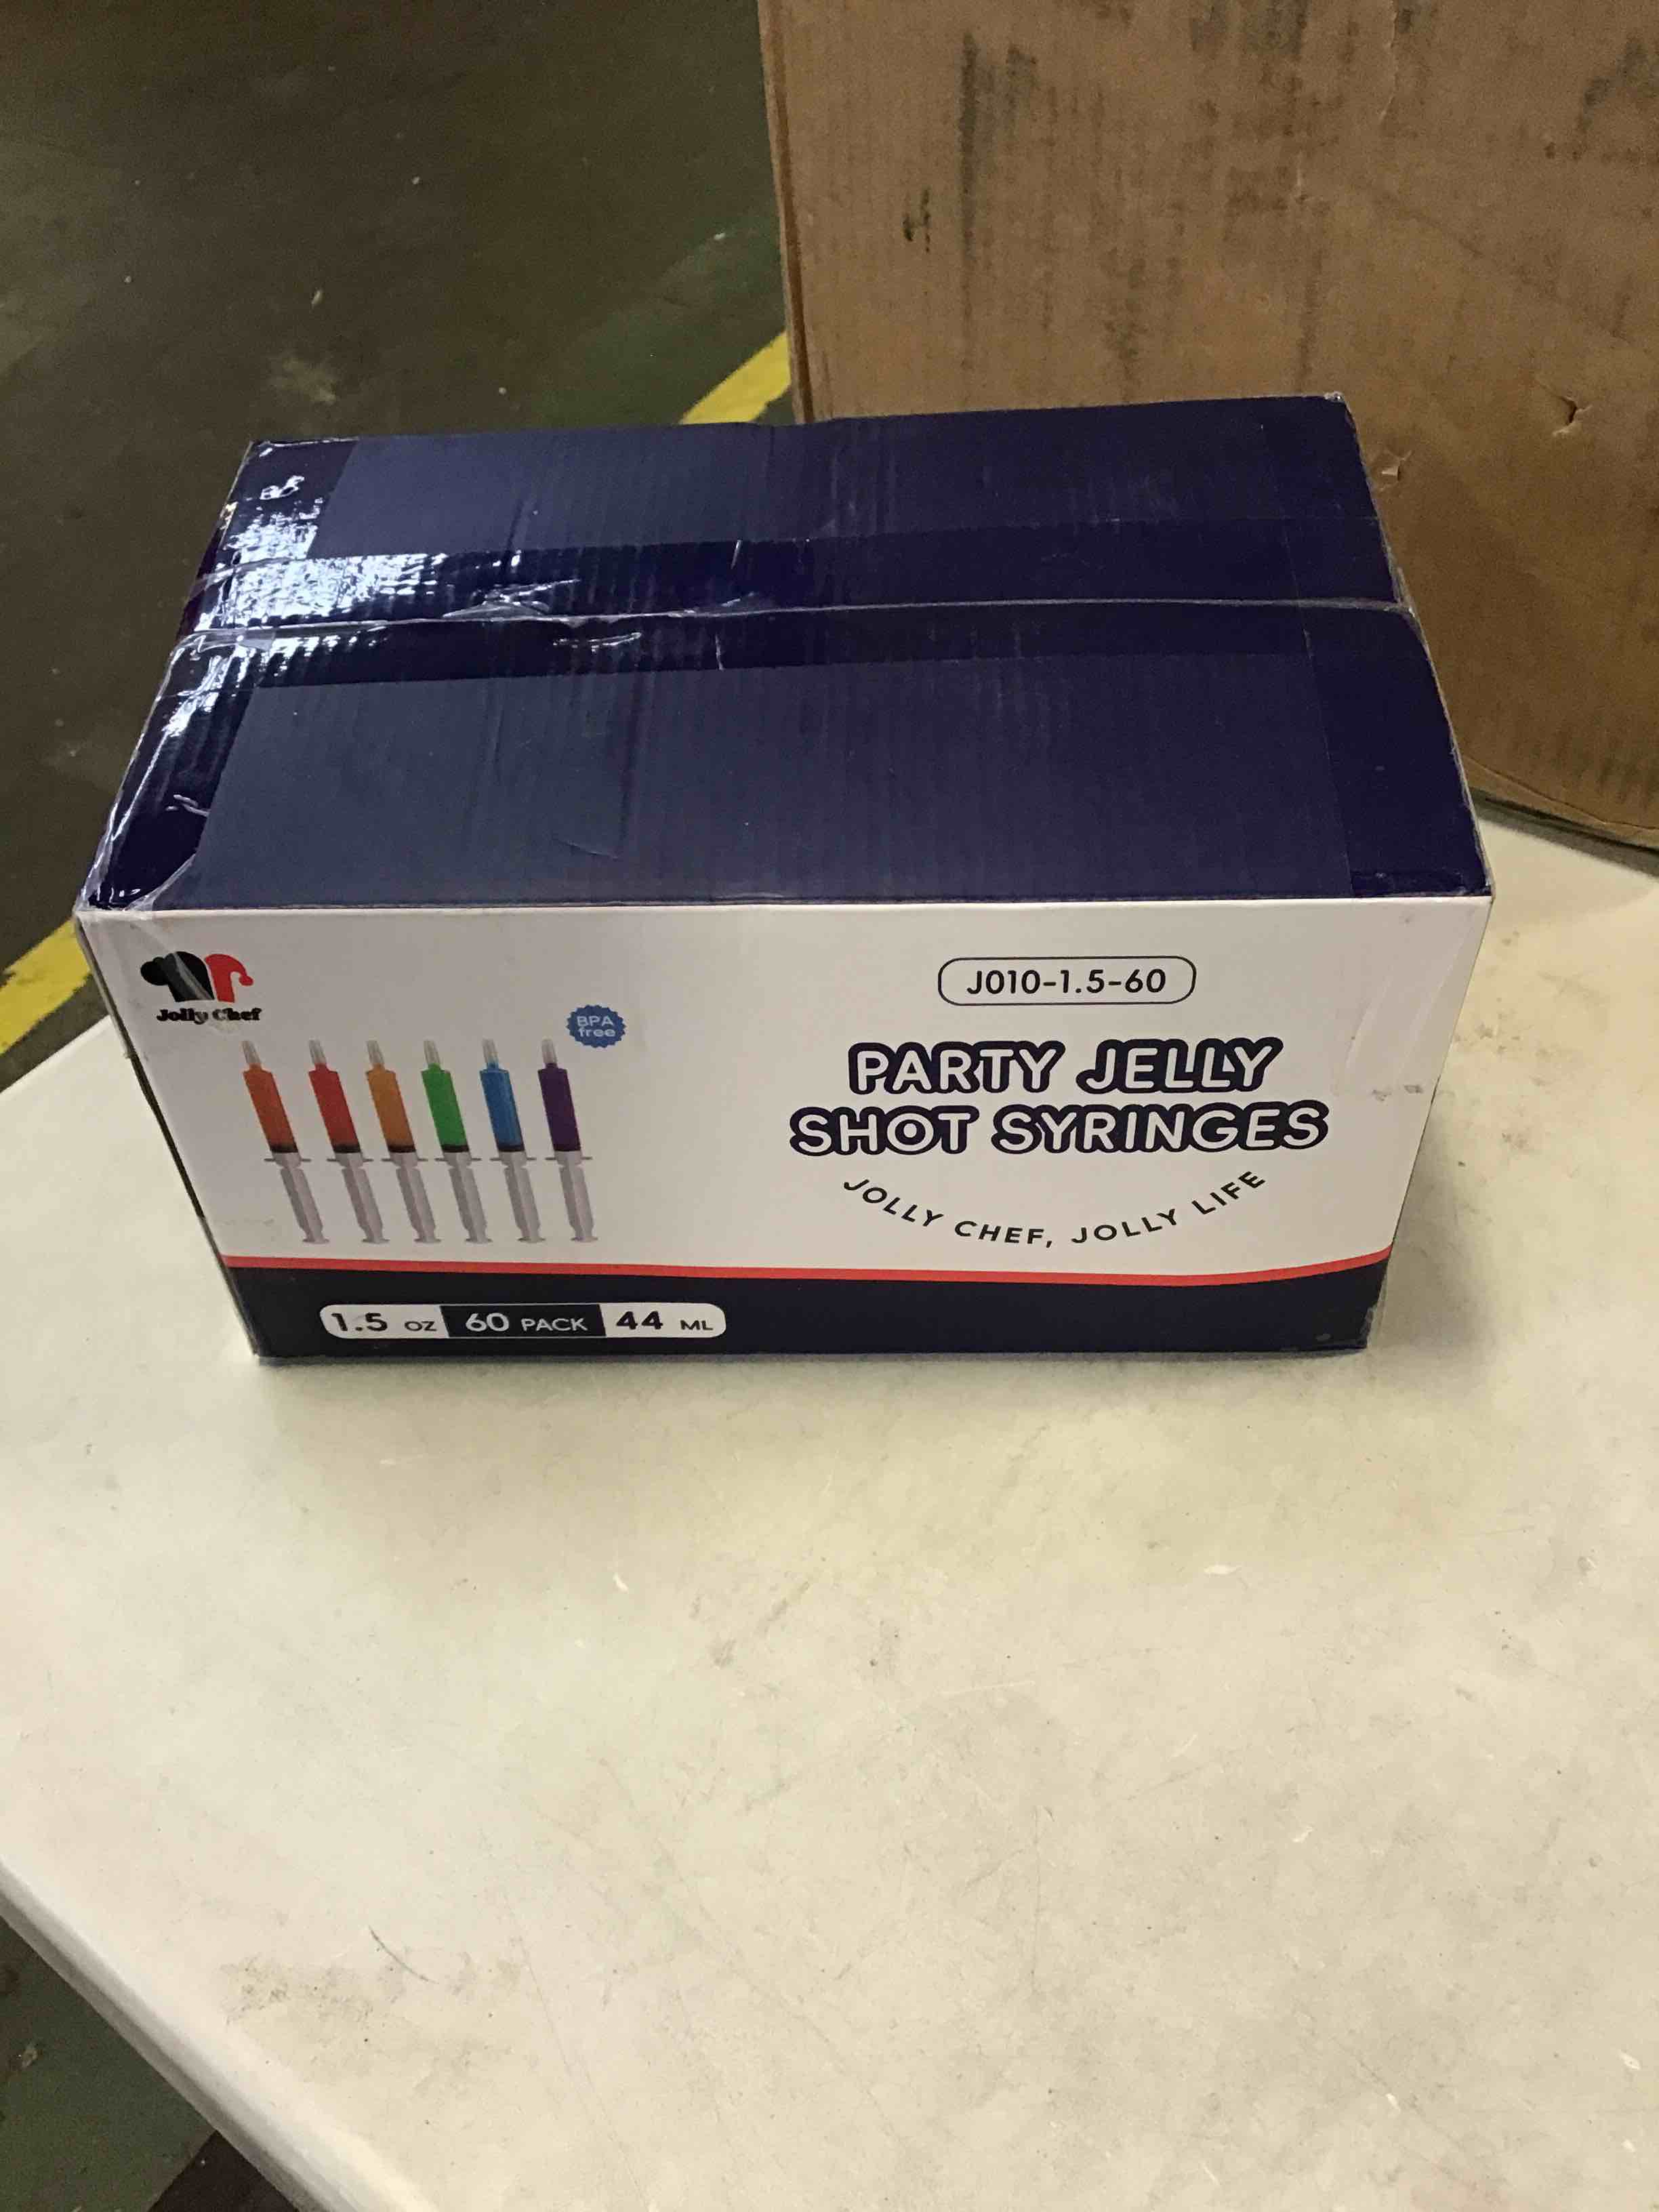 Jolly Chef
BPA
free
J010-1.5-60
PARTY JELLY
SHOT SYRINGES
JOLLY CHEF, JOLLY LIFE
1.5 OZ 60 PACK 44 ML